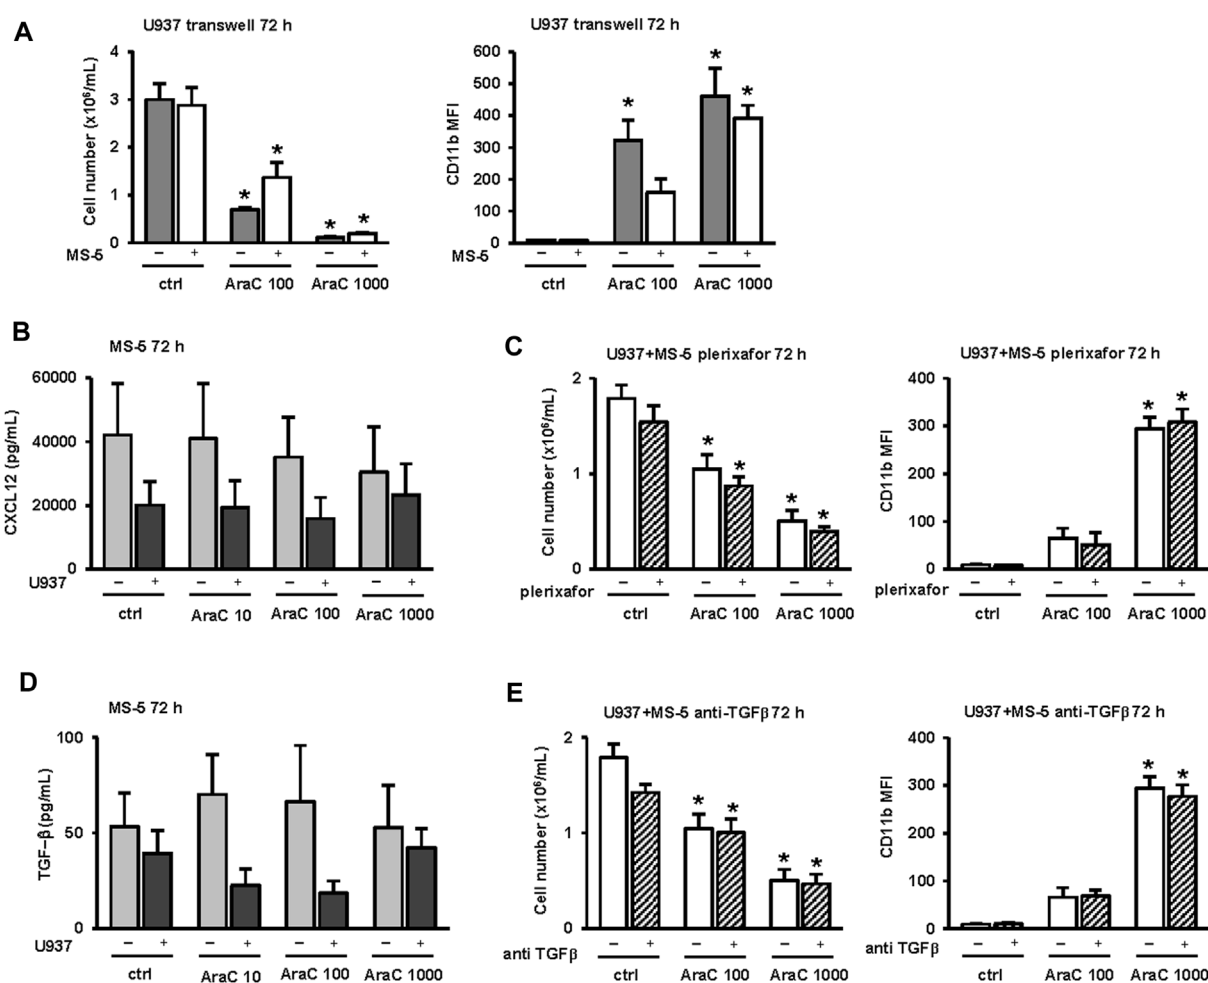 A
U937 transwell 72 h
Cell number (x10⁶/mL)
4
3
2
1
0
* * * *
MS-5 – + – + – +
ctrl AraC 100 AraC 1000
U937 transwell 72 h
CD11b MFI
600
500
400
300
200
100
0
* * *
MS-5 – + – + – +
ctrl AraC 100 AraC 1000
B
MS-5 72 h
CXCL12 (pg/mL)
60000
40000
20000
0
U937 – + – + – + – +
ctrl AraC 10 AraC 100 AraC 1000
C
U937+MS-5 plerixafor 72 h
Cell number (x10⁶/mL)
2
1
0
* * * *
plerixafor – + – + – +
ctrl AraC 100 AraC 1000
U937+MS-5 plerixafor 72 h
CD11b MFI
400
300
200
100
0
* *
plerixafor – + – + – +
ctrl AraC 100 AraC 1000
D
MS-5 72 h
TGF–β (pg/mL)
100
50
0
U937 – + – + – + – +
ctrl AraC 10 AraC 100 AraC 1000
E
U937+MS-5 anti-TGFβ 72 h
Cell number (x10⁶/mL)
2
1
0
* * * *
anti TGFβ – + – + – +
ctrl AraC 100 AraC 1000
U937+MS-5 anti-TGFβ 72 h
CD11b MFI
400
300
200
100
0
* *
anti TGFβ – + – + – +
ctrl AraC 100 AraC 1000